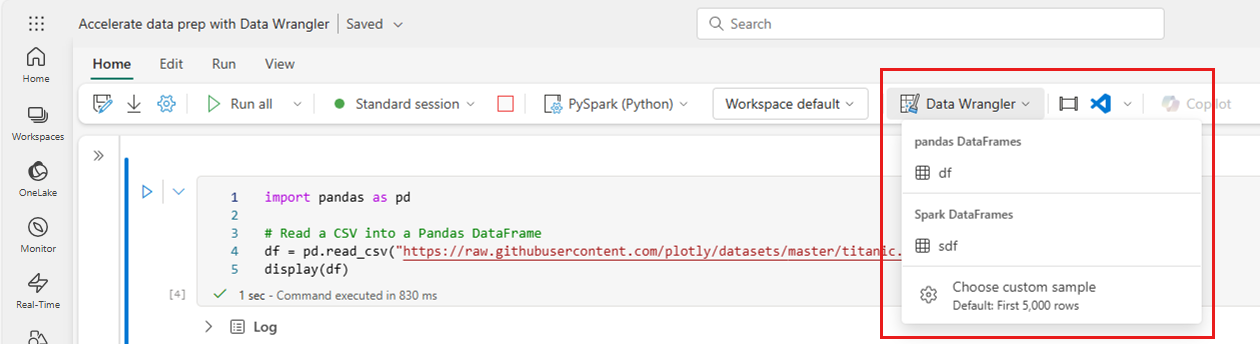 Accelerate data prep with Data Wrangler | Saved
Search
Home
Edit
Run
View
Run all
Standard session
PySpark (Python)
Workspace default
Data Wrangler
Copilot
Home
Workspaces
OneLake
Monitor
Real-Time
pandas DataFrames
df
Spark DataFrames
sdf
Choose custom sample
Default: First 5,000 rows
1 import pandas as pd
2
3 # Read a CSV into a Pandas DataFrame
4 df = pd.read_csv("https://raw.githubusercontent.com/plotly/datasets/master/titanic.
5 display(df)
[4]
1 sec - Command executed in 830 ms
Log